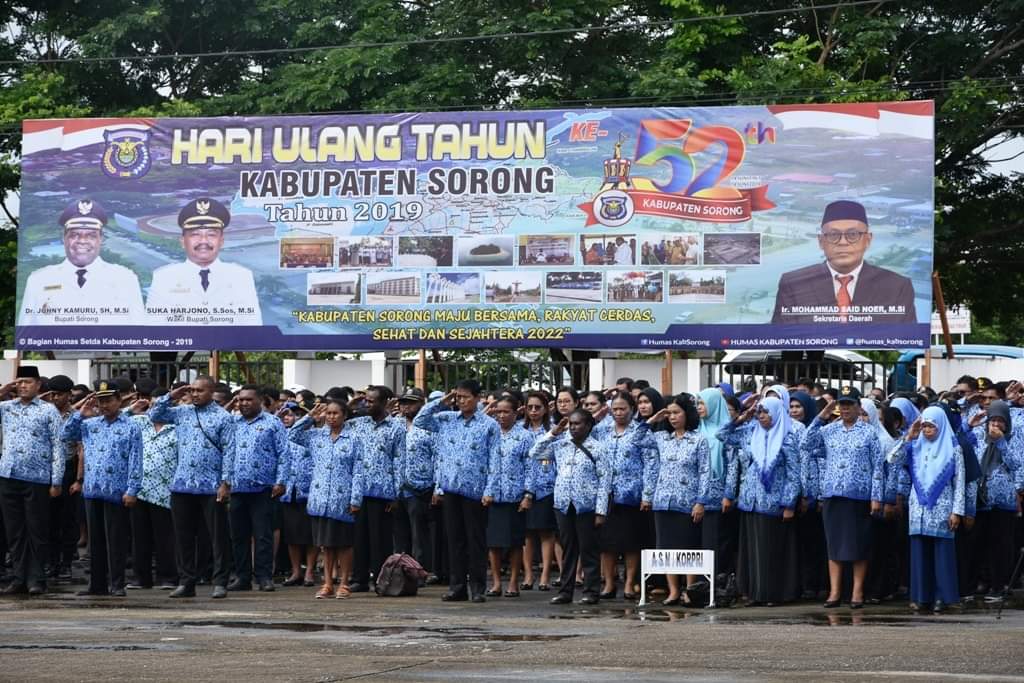 HARI ULANG TAHUN
KABUPATEN SORONG
Tahun 2019
KE-
52th
KABUPATEN SORONG
Dr. JOHNY KAMURU, SH, M.Si
Bupati Sorong
SUKA HARJONO, S.Sos, M.Si
Wakil Bupati Sorong
Ir. MOHAMMAD SAID NOER, M.Si
Sekretaris Daerah
"KABUPATEN SORONG MAJU BERSAMA, RAKYAT CERDAS,
SEHAT DAN SEJAHTERA 2022"
© Bagian Humas Setda Kabupaten Sorong - 2019
Humas KabSorong
HUMAS KABUPATEN SORONG
@humas_kabsorong
A S N / KORPRI